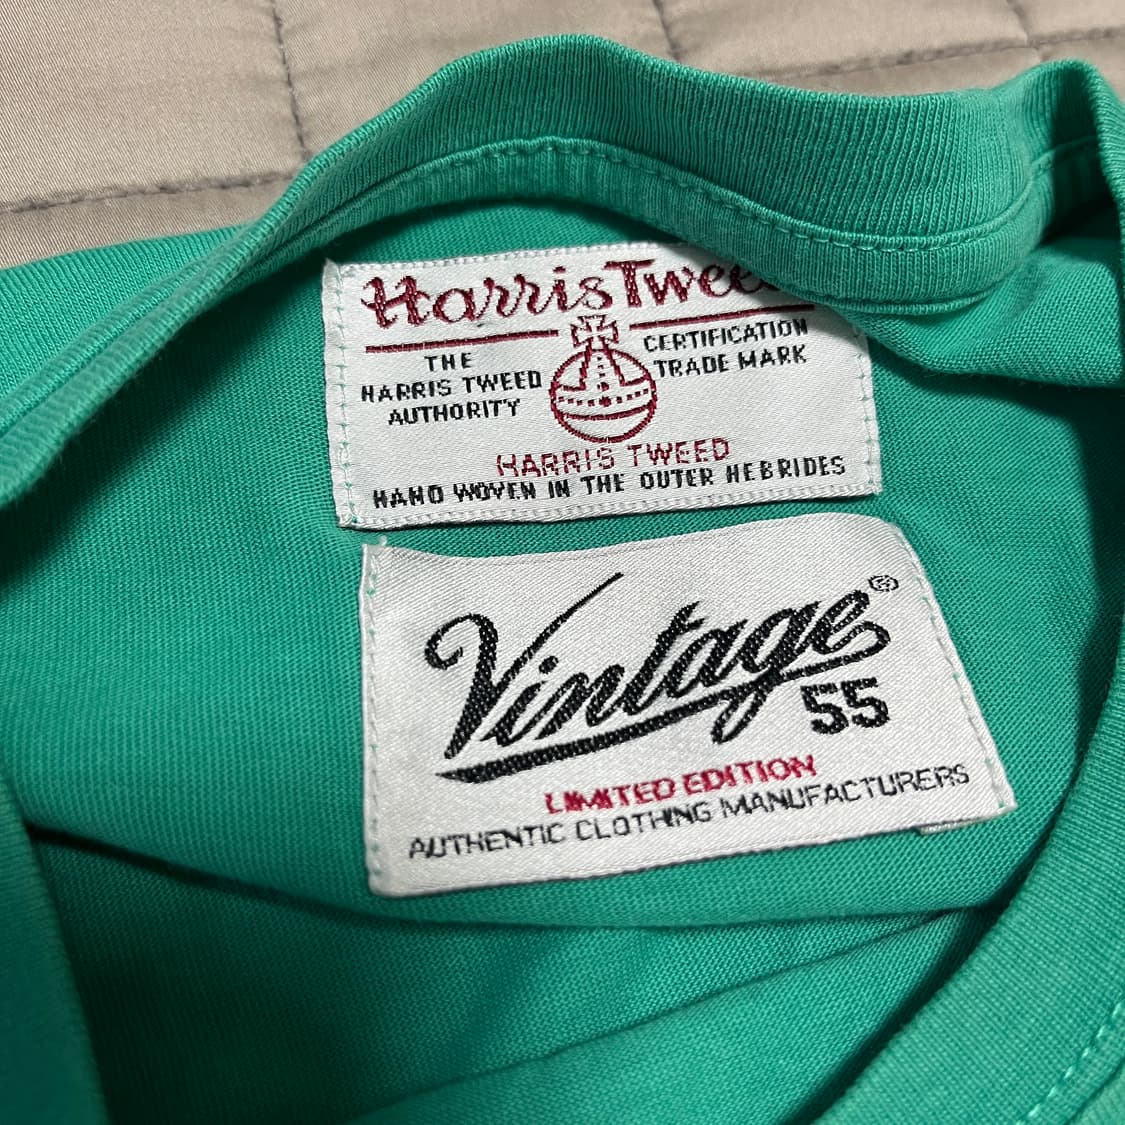 Harris Twee
THE HARRIS TWEED AUTHORITY
CERTIFICATION TRADE MARK
HARRIS TWEED
HAND WOVEN IN THE OUTER HEBRIDES
Vintage®
55
LIMITED EDITION
AUTHENTIC CLOTHING MANUFACTURERS